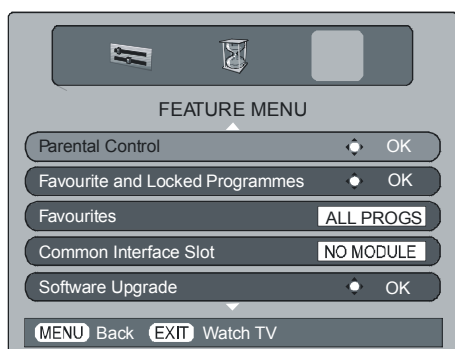 FEATURE MENU
Parental Control OK
Favourite and Locked Programmes OK
Favourites ALL PROGS
Common Interface Slot NO MODULE
Software Upgrade OK
MENU Back EXIT Watch TV